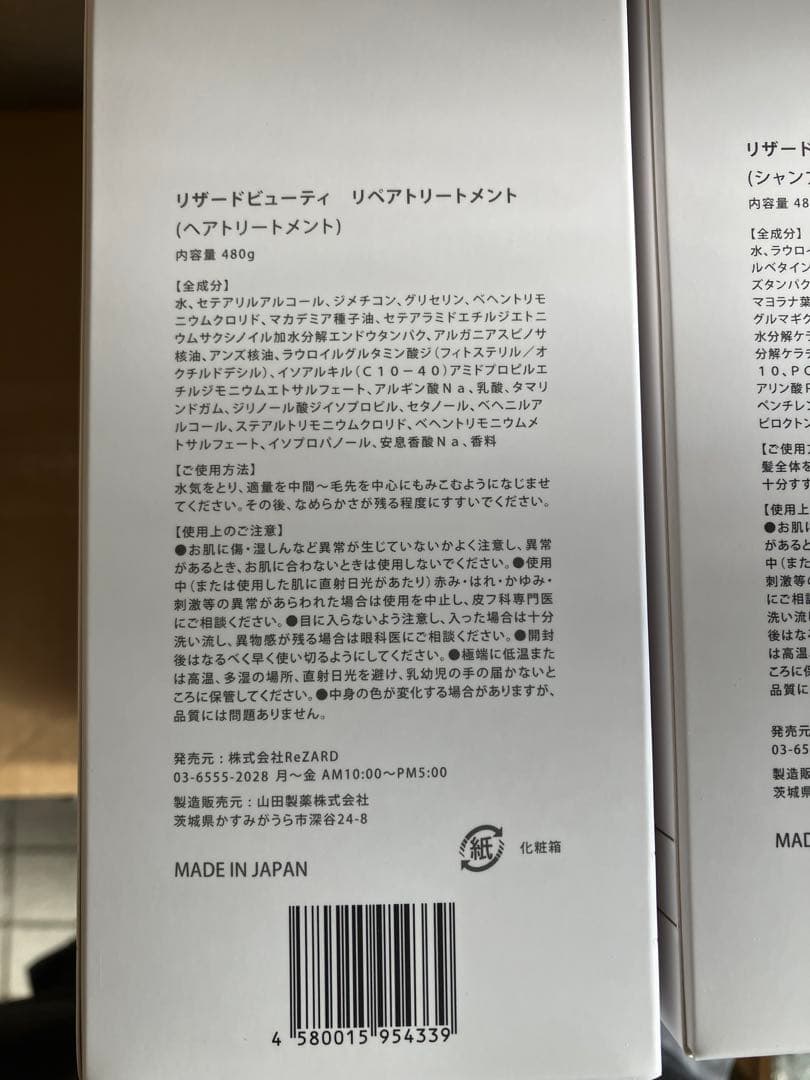 リザードビューティ　リペアトリートメント
(ヘアトリートメント)
内容量 480g
【全成分】
水、セテアリルアルコール、ジメチコン、グリセリン、ベヘントリモ
ニウムクロリド、マカデミア種子油、セテアラミドエチルジエトニ
ウムサクシノイル加水分解エンドウタンパク、アルガニアスピノサ
核油、アンズ核油、ラウロイルグルタミン酸ジ(フィトステリル／オ
クチルドデシル)、イソアルキル(Ｃ１０－４０)アミドプロピルエ
チルジモニウムエトサルフェート、アルギン酸Ｎａ、乳酸、タマリ
ンドガム、ジリノール酸ジイソプロピル、セタノール、ベヘニルア
ルコール、ステアルトリモニウムクロリド、ベヘントリモニウムメ
トサルフェート、イソプロパノール、安息香酸Ｎａ、香料
【ご使用方法】
水気をとり、適量を中間～毛先を中心にもみこむようになじませ
てください。その後、なめらかさが残る程度にすすいでください。
【使用上のご注意】
●お肌に傷・湿しんなど異常が生じていないかよく注意し、異常
があるとき、お肌に合わないときは使用しないでください。●使用
中(または使用した肌に直射日光があたり)赤み・はれ・かゆみ・
刺激等の異常があらわれた場合は使用を中止し、皮フ科専門医
にご相談ください。●目に入らないよう注意し、入った場合は十分
洗い流し、異物感が残る場合は眼科医にご相談ください。●開封
後はなるべく早く使い切るようにしてください。●極端に低温また
は高温、多湿の場所、直射日光を避け、乳幼児の手の届かないと
ころに保管してください。●中身の色が変化する場合がありますが、
品質には問題ありません。
発売元：株式会社ReZARD
03-6555-2028 月～金 AM10:00～PM5:00
製造販売元：山田製薬株式会社
茨城県かすみがうら市深谷24-8
紙 化粧箱
MADE IN JAPAN
4 580015 954339
リザード
(シャンプ
内容量 48
【全成分】
水、ラウロイ
ルベタイン
ズタンパク
マヨラナ葉
グルマギク
水分解ケラ
分解ケラチ
１０、ＰＣ
アリン酸Ｐ
ペンチレン
ピロクトン
【ご使用方
髪全体を
十分すす
【使用上
●お肌に
があると
中(また
刺激等の
にご相談
洗い流し
後はなる
は高温、
ころに保
品質に
発売元
03-65
製造
茨城県
MAD